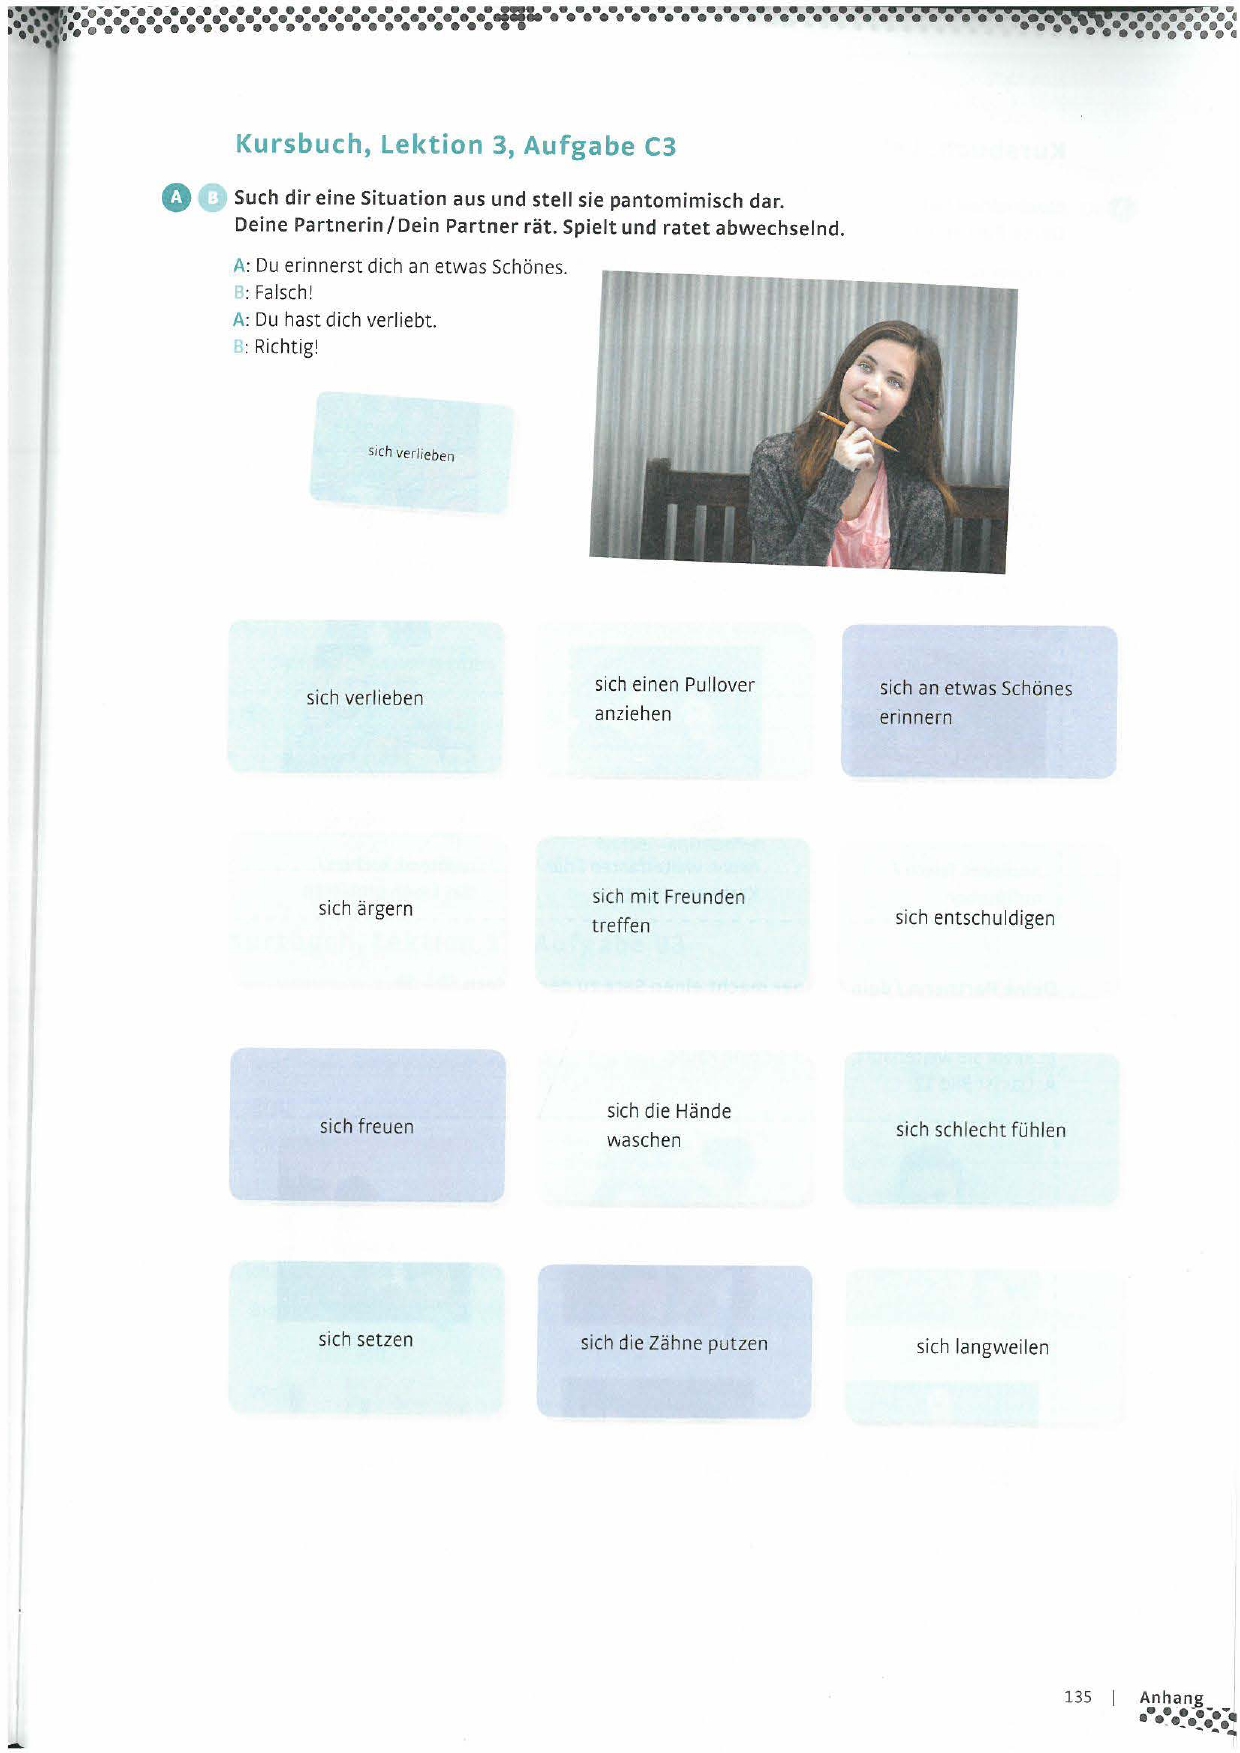 Kursbuch, Lektion 3, Aufgabe C3
A B Such dir eine Situation aus und stell sie pantomimisch dar.
Deine Partnerin / Dein Partner rät. Spielt und ratet abwechselnd.
A: Du erinnerst dich an etwas Schönes.
B: Falsch!
A: Du hast dich verliebt.
B: Richtig!
sich verlieben
sich verlieben
sich einen Pullover
anziehen
sich an etwas Schönes
erinnern
sich ärgern
sich mit Freunden
treffen
sich entschuldigen
sich freuen
sich die Hände
waschen
sich schlecht fühlen
sich setzen
sich die Zähne putzen
sich langweilen
135 | Anhang